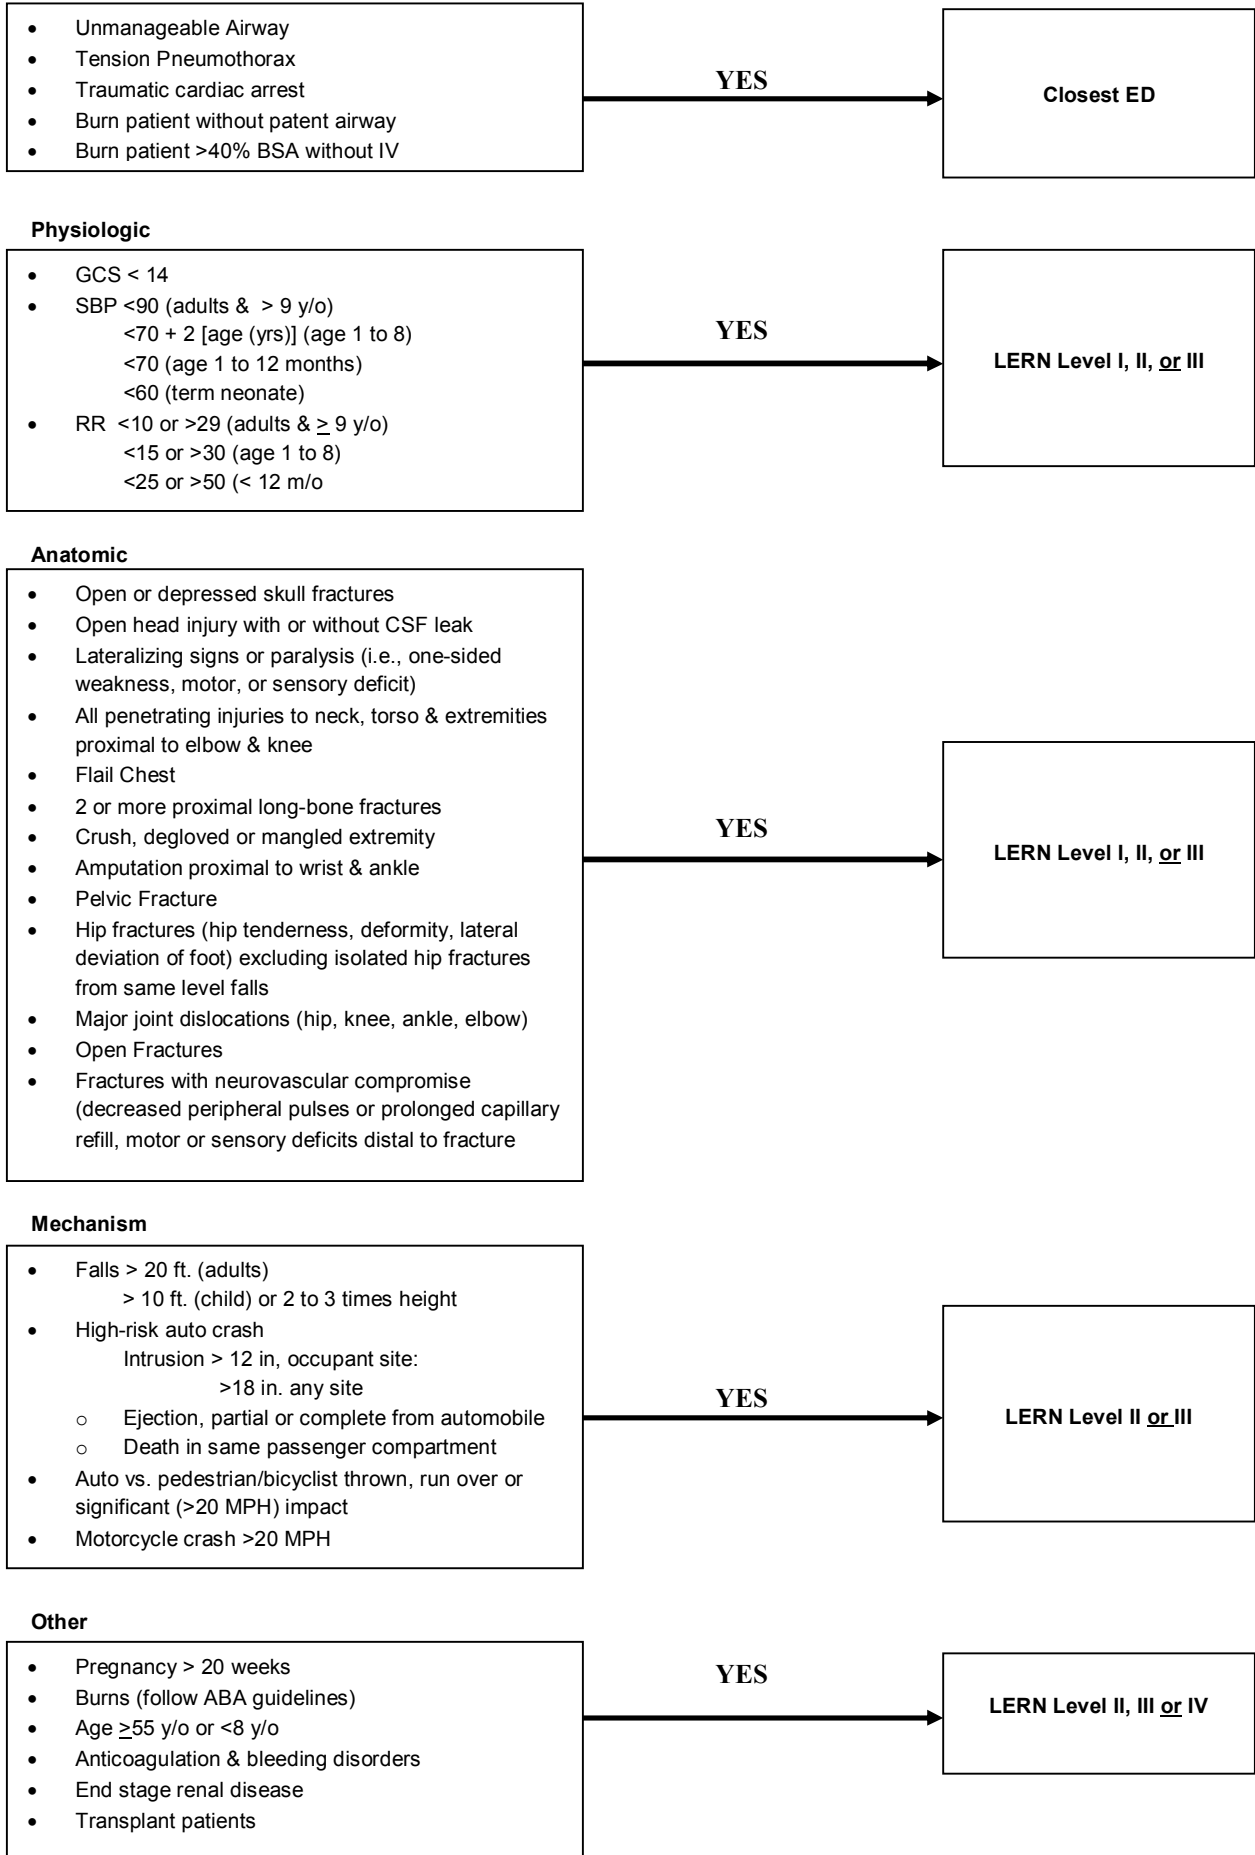 • Unmanageable Airway
• Tension Pneumothorax
• Traumatic cardiac arrest
• Burn patient without patent airway
• Burn patient >40% BSA without IV
YES
Closest ED
Physiologic
• GCS < 14
• SBP <90 (adults & > 9 y/o)
<70 + 2 [age (yrs)] (age 1 to 8)
<70 (age 1 to 12 months)
<60 (term neonate)
• RR <10 or >29 (adults & > 9 y/o)
<15 or >30 (age 1 to 8)
<25 or >50 (< 12 m/o
YES
LERN Level I, II, or III
Anatomic
• Open or depressed skull fractures
• Open head injury with or without CSF leak
• Lateralizing signs or paralysis (i.e., one-sided
weakness, motor, or sensory deficit)
• All penetrating injuries to neck, torso & extremities
proximal to elbow & knee
• Flail Chest
• 2 or more proximal long-bone fractures
• Crush, degloved or mangled extremity
• Amputation proximal to wrist & ankle
• Pelvic Fracture
• Hip fractures (hip tenderness, deformity, lateral
deviation of foot) excluding isolated hip fractures
from same level falls
• Major joint dislocations (hip, knee, ankle, elbow)
• Open Fractures
• Fractures with neurovascular compromise
(decreased peripheral pulses or prolonged capillary
refill, motor or sensory deficits distal to fracture
YES
LERN Level I, II, or III
Mechanism
• Falls > 20 ft. (adults)
> 10 ft. (child) or 2 to 3 times height
• High-risk auto crash
Intrusion > 12 in, occupant site:
>18 in. any site
o Ejection, partial or complete from automobile
o Death in same passenger compartment
• Auto vs. pedestrian/bicyclist thrown, run over or
significant (>20 MPH) impact
• Motorcycle crash >20 MPH
YES
LERN Level II or III
Other
• Pregnancy > 20 weeks
• Burns (follow ABA guidelines)
• Age ≥55 y/o or <8 y/o
• Anticoagulation & bleeding disorders
• End stage renal disease
• Transplant patients
YES
LERN Level II, III or IV